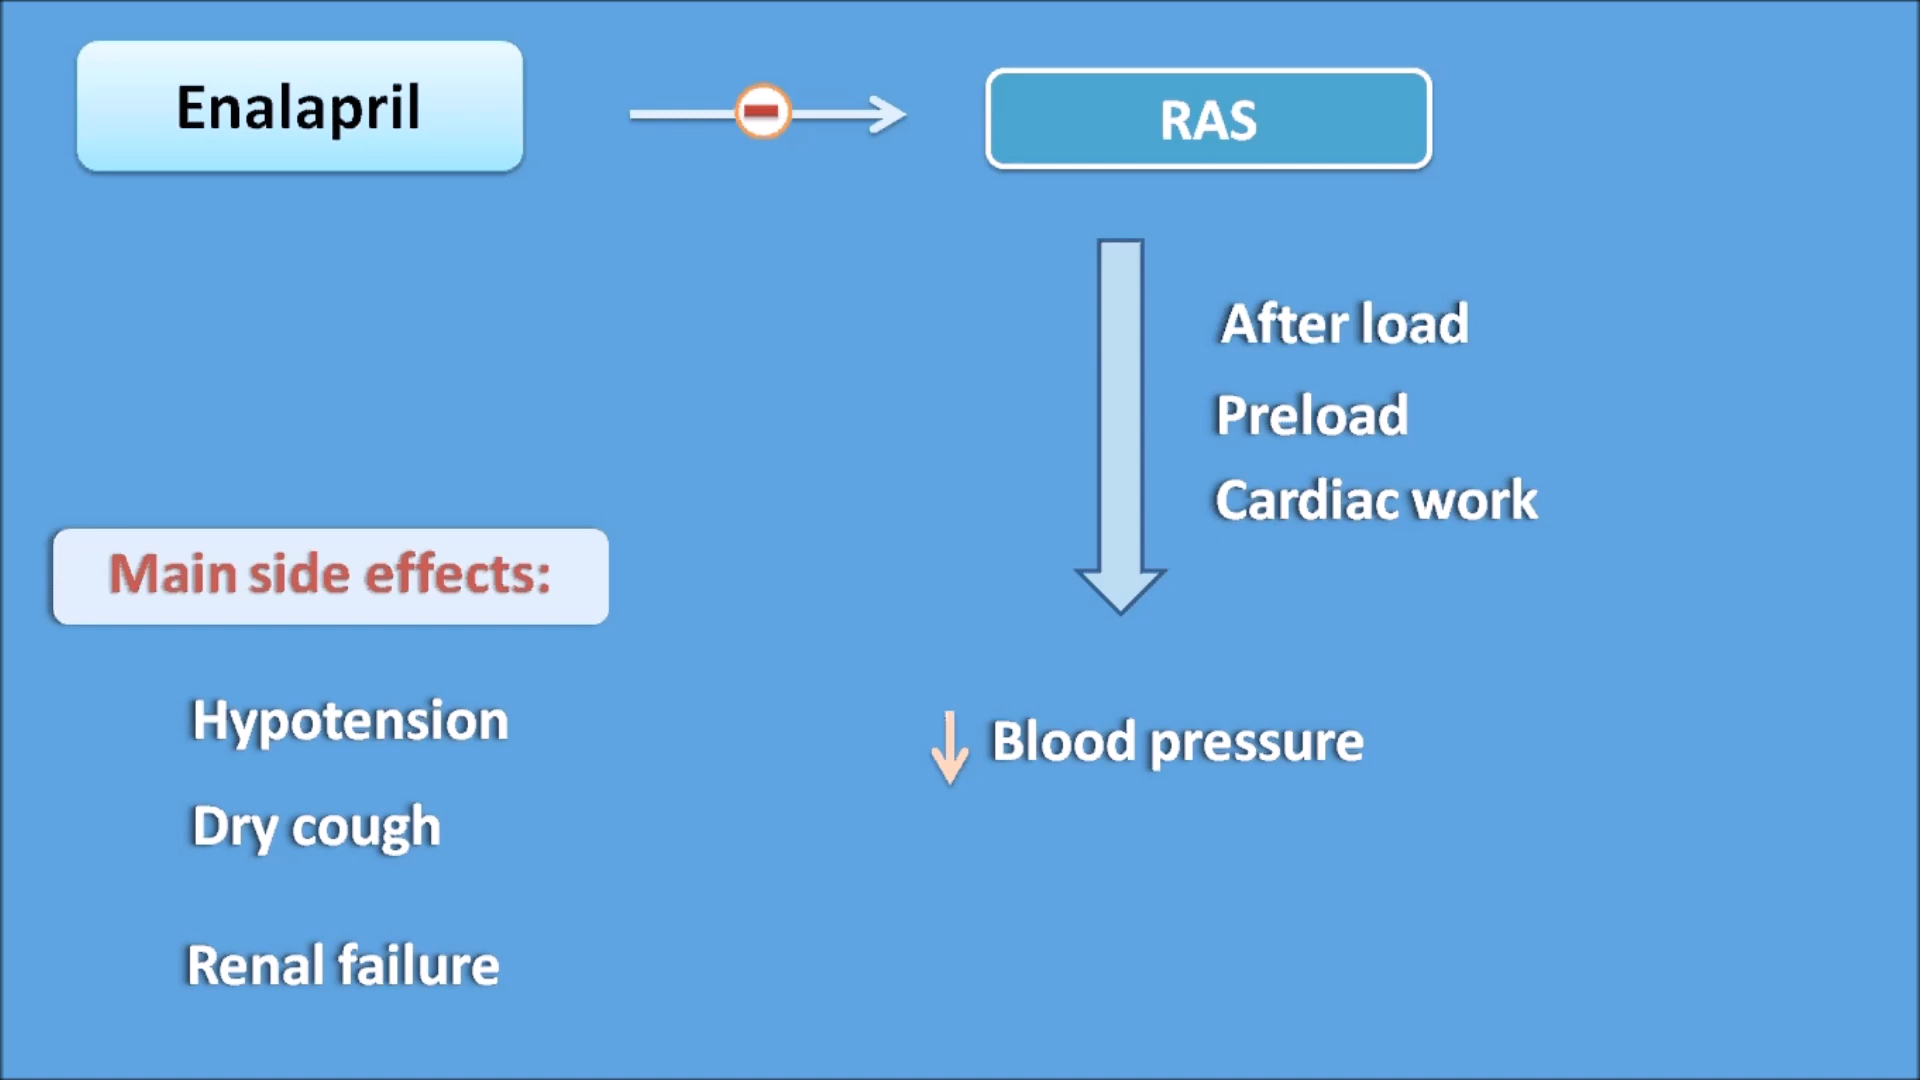 Enalapril
RAS
After load
Preload
Cardiac work
Main side effects:
Hypotension
Dry cough
Renal failure
Blood pressure